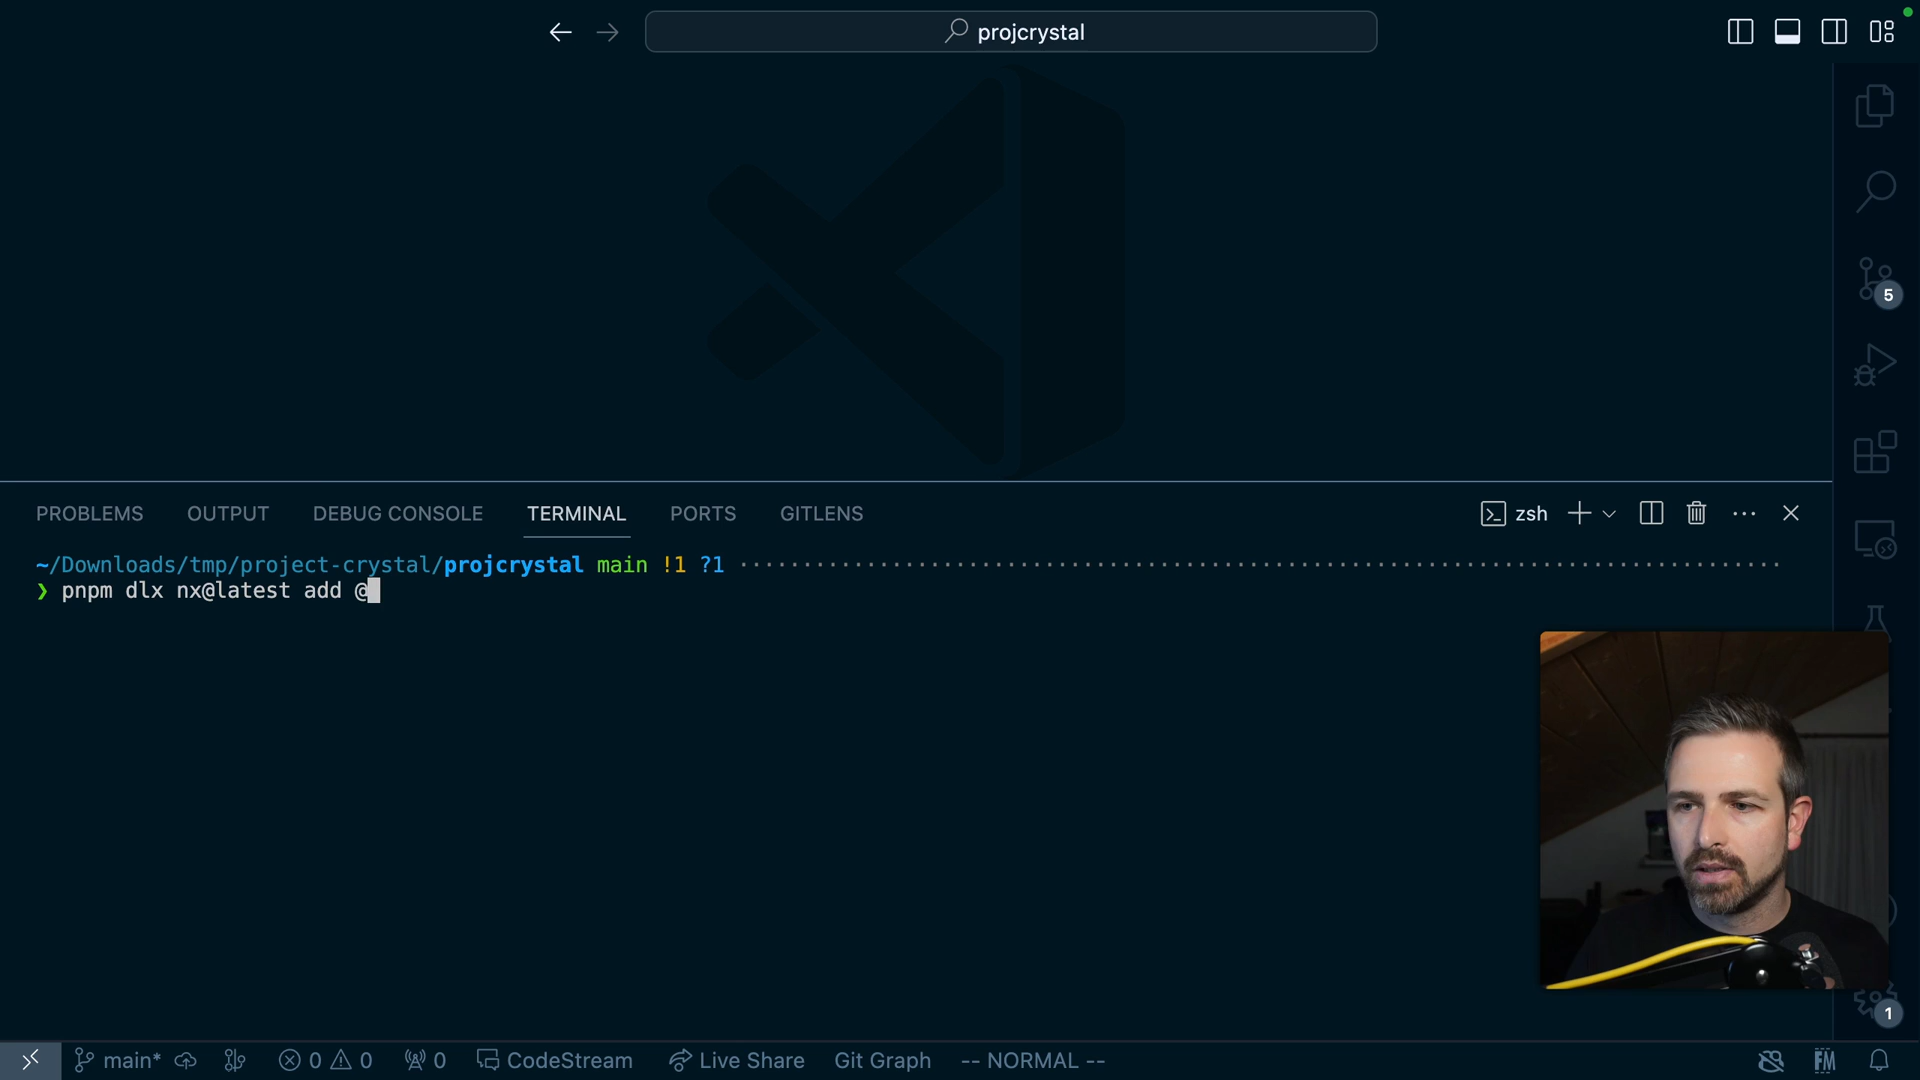 projcrystal
5
PROBLEMS OUTPUT DEBUG CONSOLE TERMINAL PORTS GITLENS zsh
~/Downloads/tmp/project-crystal/projcrystal main !1 ?1
❯ pnpm dlx nx@latest add @
1
main* 0 0 0 CodeStream Live Share Git Graph -- NORMAL -- FM